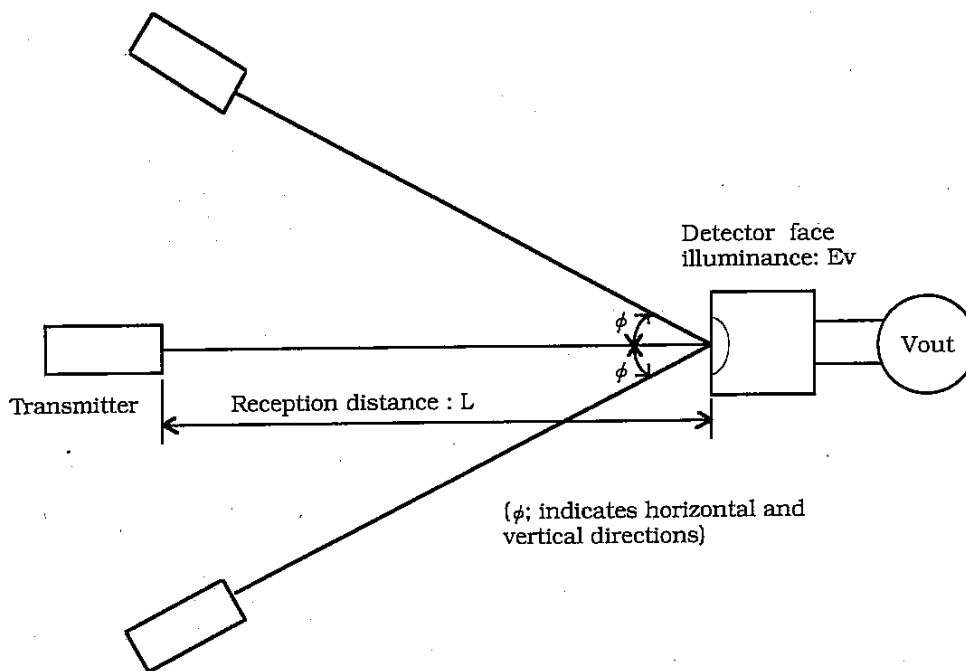 Detector face
illuminance: Ev
ϕ
ϕ
Vout
Transmitter
Reception distance : L
(ϕ; indicates horizontal and
vertical directions)